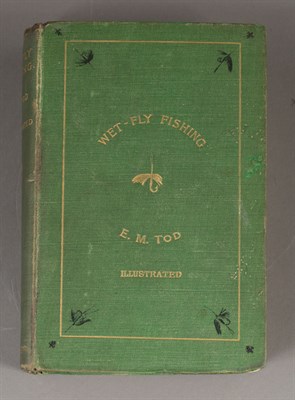 WET-FLY FISHING
E. M. TOD
ILLUSTRATED